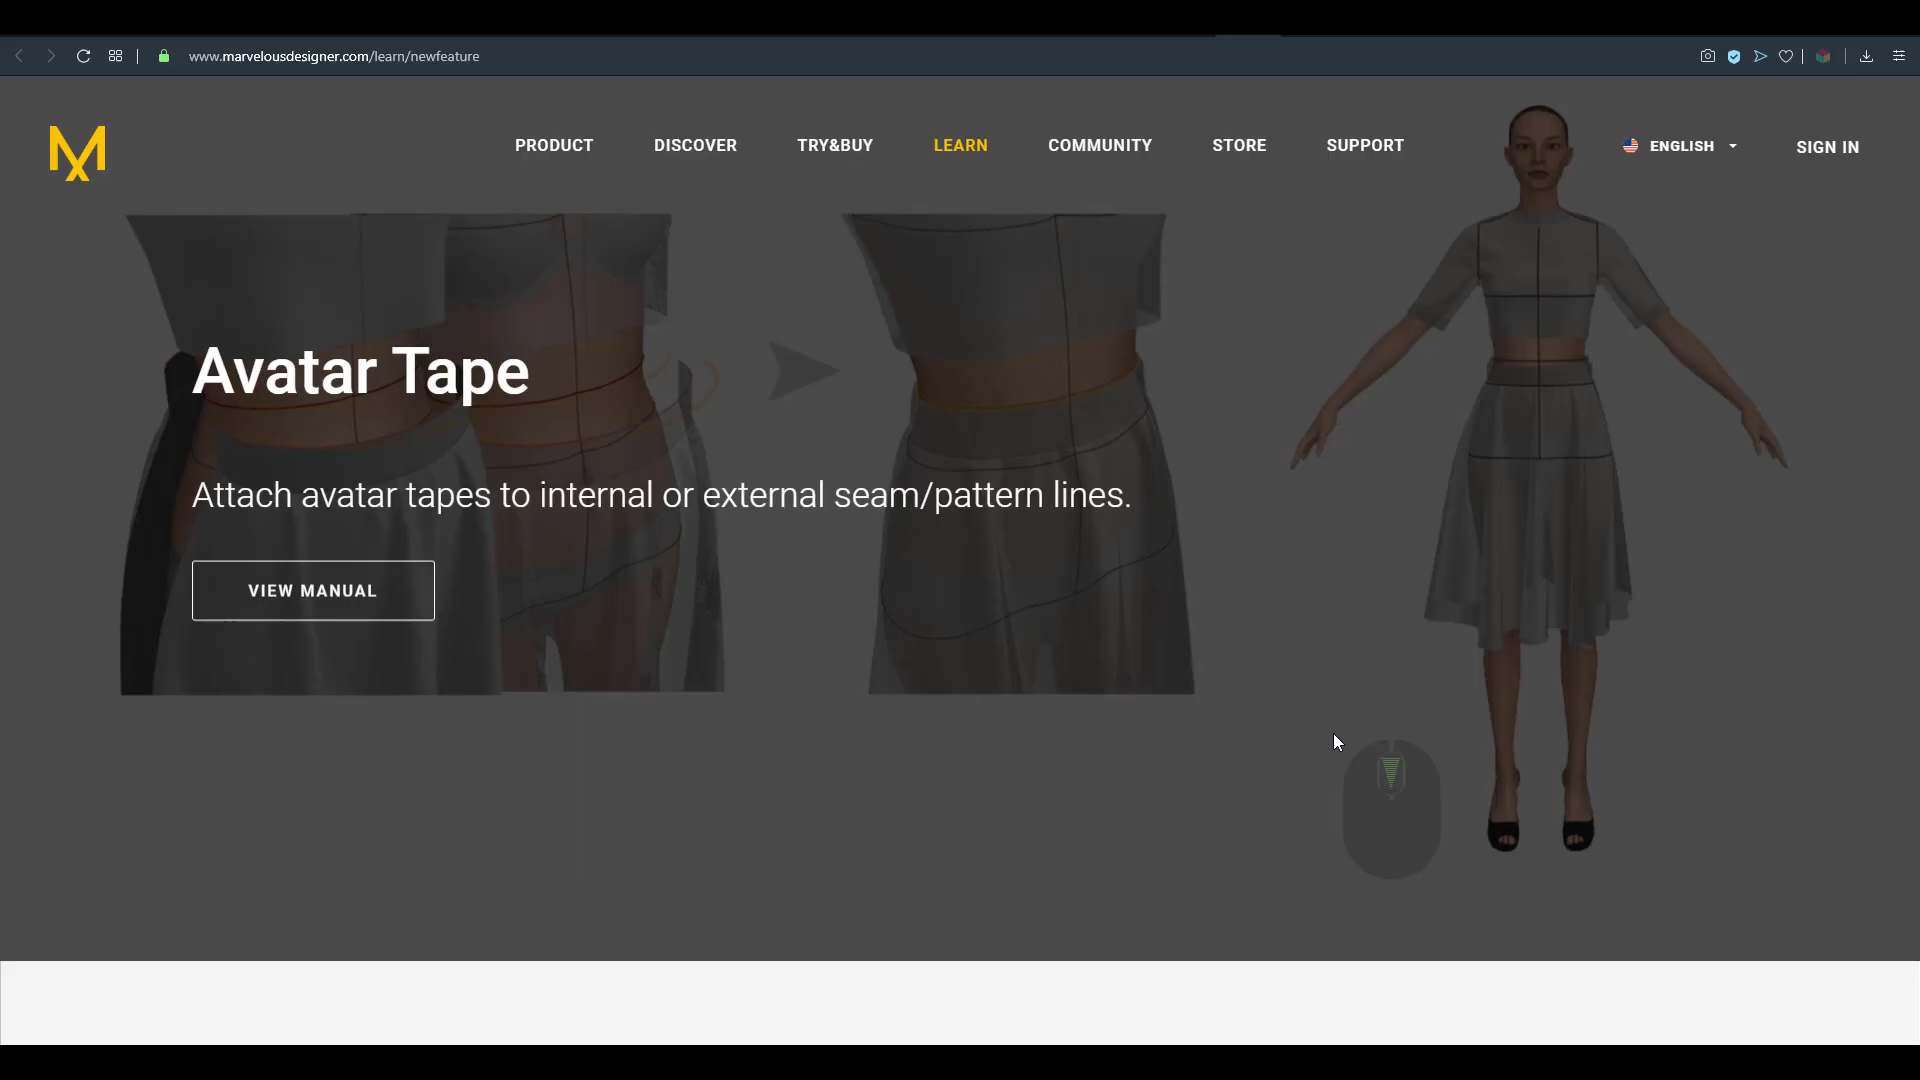 www.marvelousdesigner.com/learn/newfeature
PRODUCT DISCOVER TRY&BUY LEARN COMMUNITY STORE SUPPORT ENGLISH SIGN IN
Avatar Tape
Attach avatar tapes to internal or external seam/pattern lines.
VIEW MANUAL